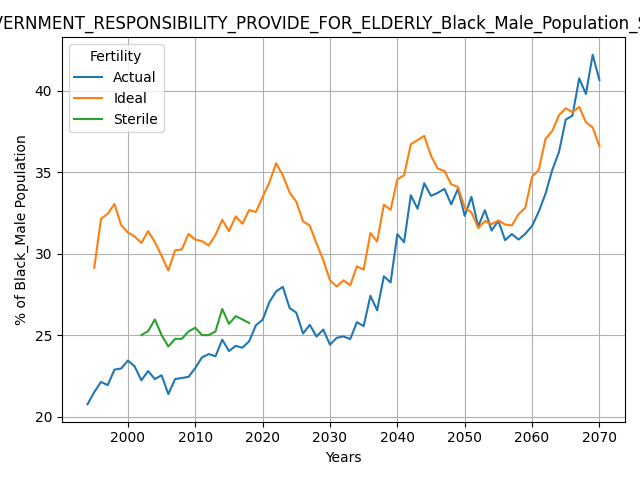 VERNMENT_RESPONSIBILITY_PROVIDE_FOR_ELDERLY_Black_Male_Population_S
Fertility
Actual
Ideal
Sterile
% of Black_Male Population
40
35
30
25
20
2000 2010 2020 2030 2040 2050 2060 2070
Years